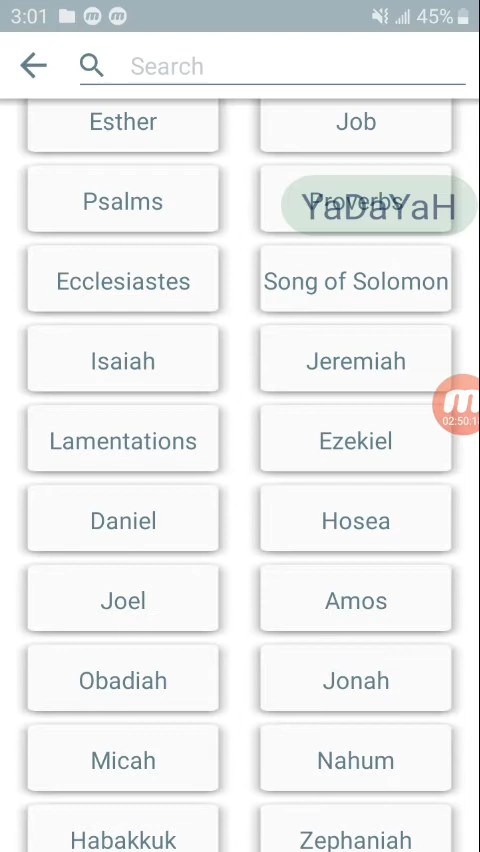 3:01 45%
Search
Esther Job
Psalms Proverbs
YaDaYaH
Ecclesiastes Song of Solomon
Isaiah Jeremiah
Lamentations Ezekiel
Daniel Hosea
Joel Amos
Obadiah Jonah
Micah Nahum
Habakkuk Zephaniah